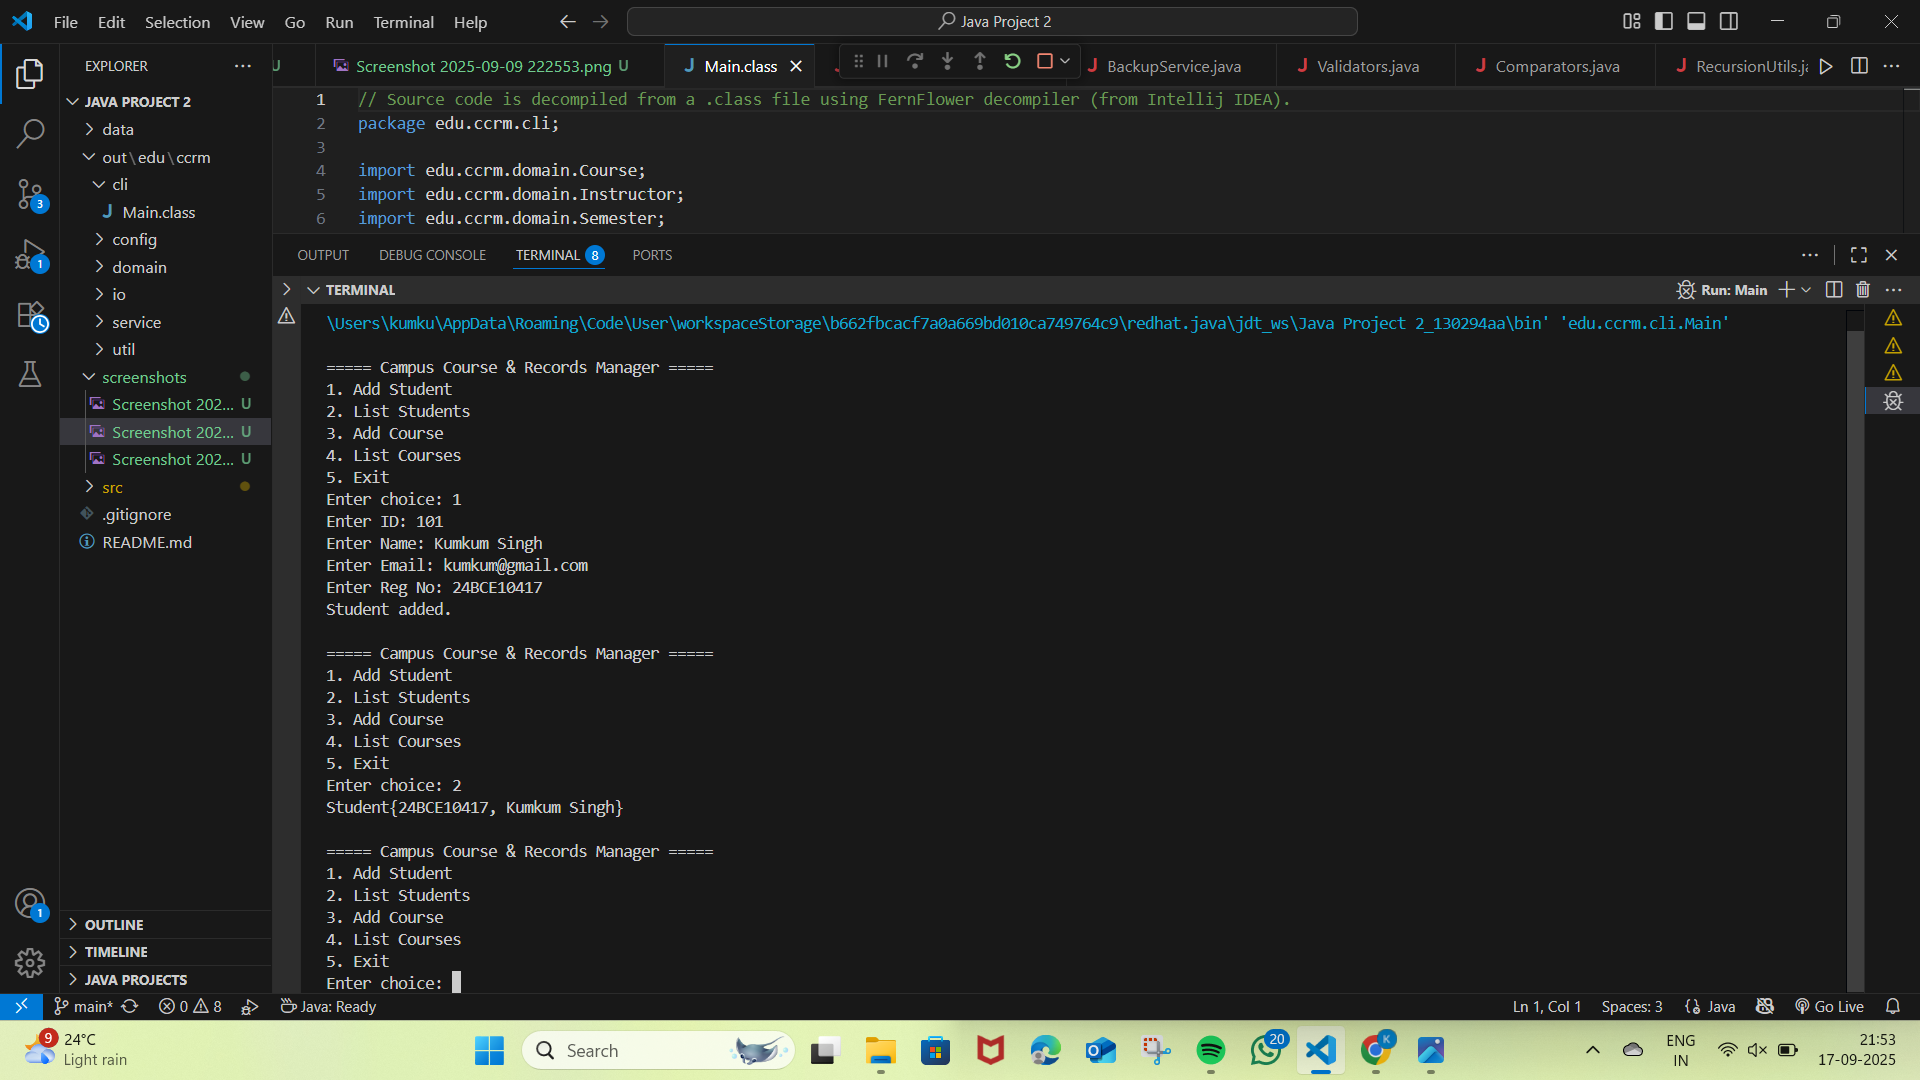 File Edit Selection View Go Run Terminal Help
Java Project 2
EXPLORER
U
Screenshot 2025-09-09 222553.png U
Main.class
BackupService.java
Validators.java
Comparators.java
RecursionUtils.ja
JAVA PROJECT 2
data
out\edu\ccrm
cli
Main.class
config
domain
io
service
util
screenshots
Screenshot 202... U
Screenshot 202... U
Screenshot 202... U
src
.gitignore
README.md
OUTLINE
TIMELINE
JAVA PROJECTS
3
1
1
1 // Source code is decompiled from a .class file using FernFlower decompiler (from Intellij IDEA).
2 package edu.ccrm.cli;
3
4 import edu.ccrm.domain.Course;
5 import edu.ccrm.domain.Instructor;
6 import edu.ccrm.domain.Semester;
OUTPUT DEBUG CONSOLE TERMINAL 8 PORTS
TERMINAL
Run: Main
\Users\kumku\AppData\Roaming\Code\User\workspaceStorage\b662fbcacf7a0a669bd010ca749764c9\redhat.java\jdt_ws\Java Project 2_130294aa\bin' 'edu.ccrm.cli.Main'
===== Campus Course & Records Manager =====
1. Add Student
2. List Students
3. Add Course
4. List Courses
5. Exit
Enter choice: 1
Enter ID: 101
Enter Name: Kumkum Singh
Enter Email: kumkum@gmail.com
Enter Reg No: 24BCE10417
Student added.
===== Campus Course & Records Manager =====
1. Add Student
2. List Students
3. Add Course
4. List Courses
5. Exit
Enter choice: 2
Student{24BCE10417, Kumkum Singh}
===== Campus Course & Records Manager =====
1. Add Student
2. List Students
3. Add Course
4. List Courses
5. Exit
Enter choice:
main* 0 8 Java: Ready
Ln 1, Col 1 Spaces: 3 Java Go Live
9
24°C
Light rain
Search
20
K
ENG
IN
21:53
17-09-2025